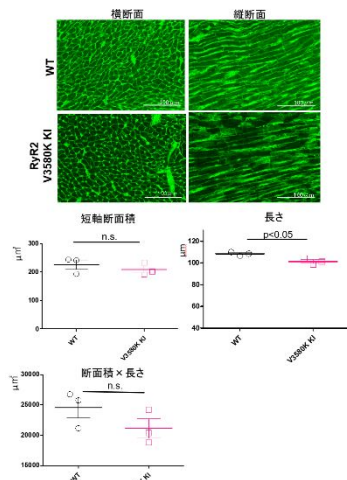 横断面 縦断面
WT
RyR2
V3580K KI
短軸断面積 長さ
n.s. p<0.05
μm²
300
200
100
0
WT V3580K KI
μm
120
100
80
60
40
WT V3580K KI
断面積×長さ
n.s.
25000
20000
15000
WT KI